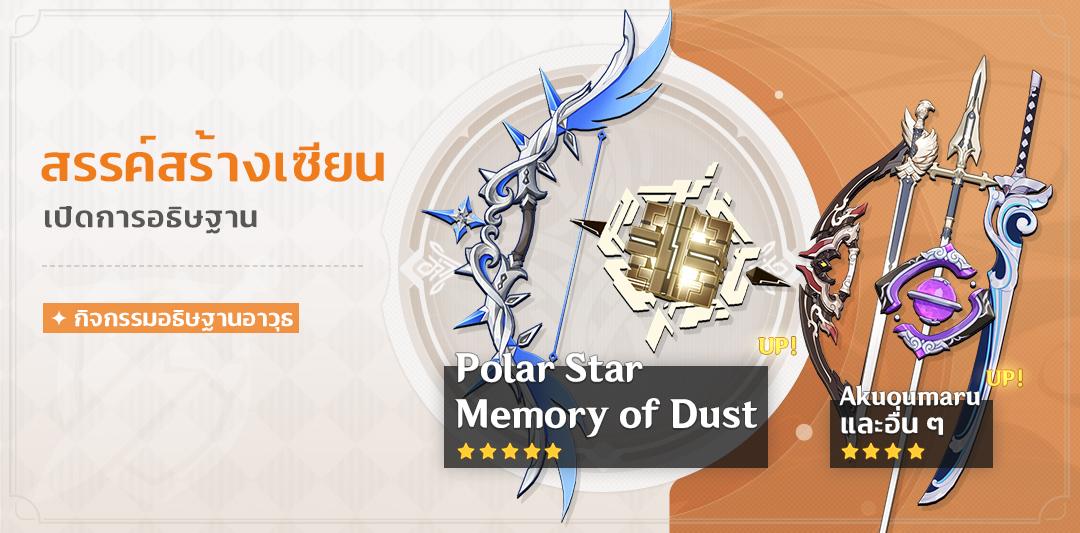 สรรค์สร้างเซียน
เปิดการอธิษฐาน
กิจกรรมอธิษฐานอาวุธ
Polar Star
Memory of Dust
UP!
Akuoumaru
และอื่น ๆ
UP!